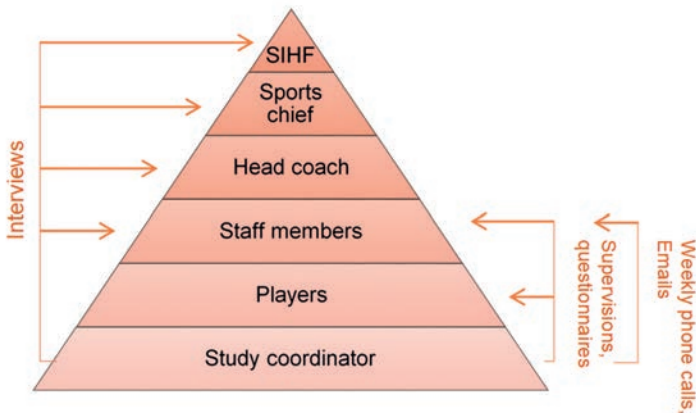 SIHF
Sports
chief
Head coach
Staff members
Players
Study coordinator
Interviews
Supervisions,
questionnaires
Weekly phone calls,
Emails